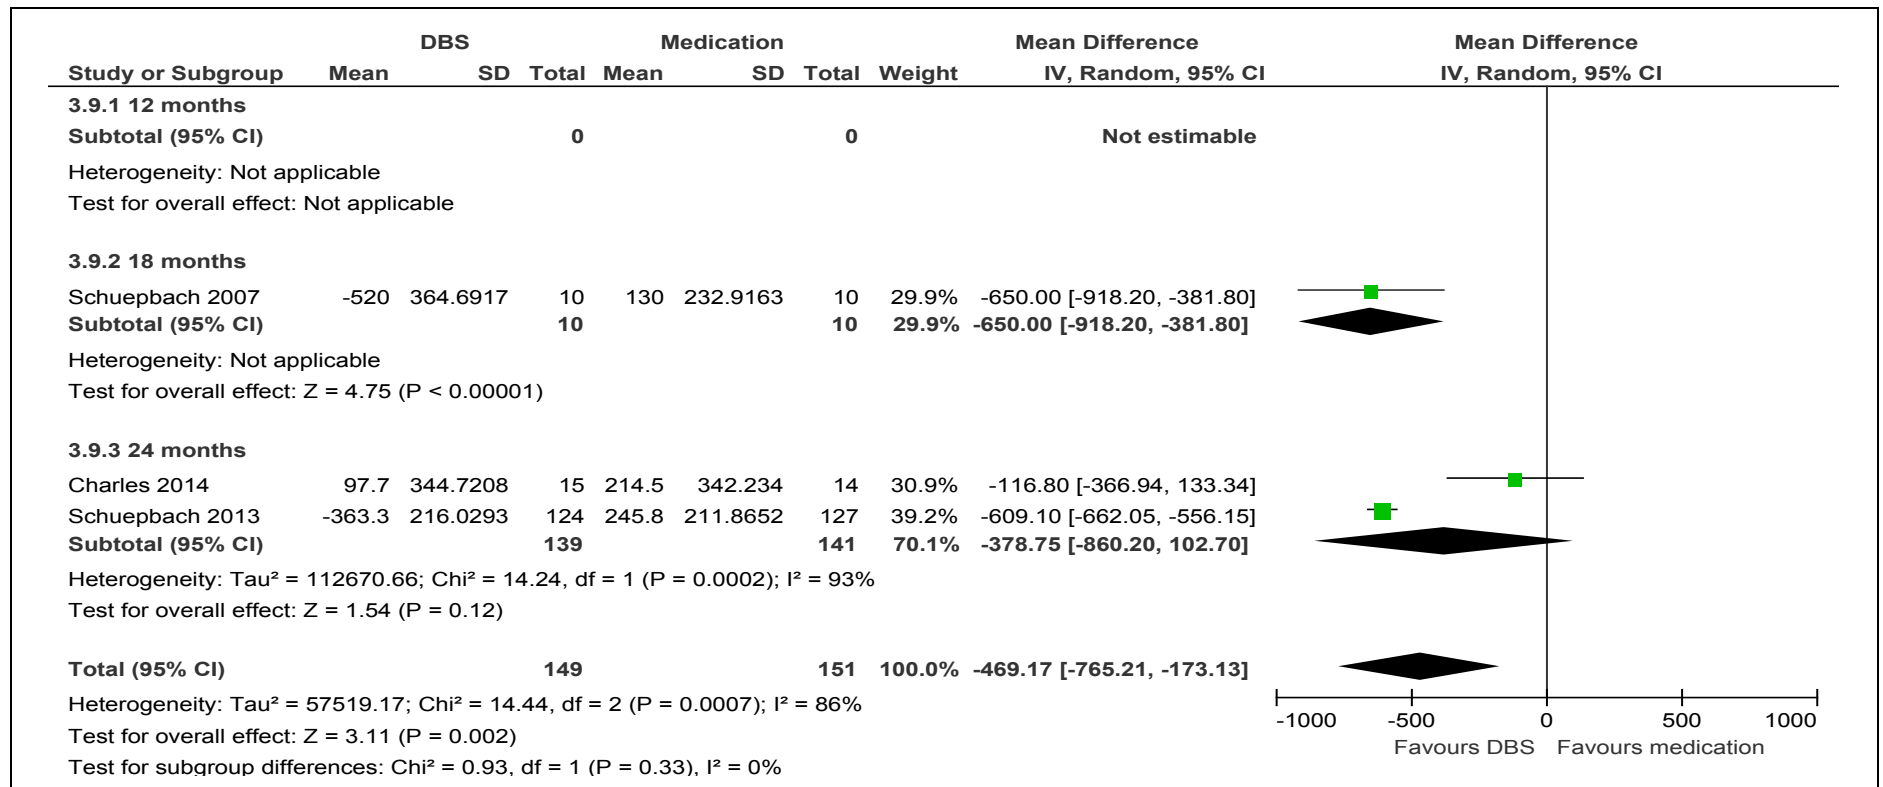 DBS Medication Mean Difference Mean Difference
Study or Subgroup Mean SD Total Mean SD Total Weight IV, Random, 95% CI IV, Random, 95% CI
3.9.1 12 months
Subtotal (95% CI) 0 0 Not estimable
Heterogeneity: Not applicable
Test for overall effect: Not applicable
3.9.2 18 months
Schuepbach 2007 -520 364.6917 10 130 232.9163 10 29.9% -650.00 [-918.20, -381.80]
Subtotal (95% CI) 10 10 29.9% -650.00 [-918.20, -381.80]
Heterogeneity: Not applicable
Test for overall effect: Z = 4.75 (P < 0.00001)
3.9.3 24 months
Charles 2014 97.7 344.7208 15 214.5 342.234 14 30.9% -116.80 [-366.94, 133.34]
Schuepbach 2013 -363.3 216.0293 124 245.8 211.8652 127 39.2% -609.10 [-662.05, -556.15]
Subtotal (95% CI) 139 141 70.1% -378.75 [-860.20, 102.70]
Heterogeneity: Tau² = 112670.66; Chi² = 14.24, df = 1 (P = 0.0002); I² = 93%
Test for overall effect: Z = 1.54 (P = 0.12)
Total (95% CI) 149 151 100.0% -469.17 [-765.21, -173.13]
Heterogeneity: Tau² = 57519.17; Chi² = 14.44, df = 2 (P = 0.0007); I² = 86%
Test for overall effect: Z = 3.11 (P = 0.002)
Test for subgroup differences: Chi² = 0.93, df = 1 (P = 0.33), I² = 0%
-1000 -500 0 500 1000
Favours DBS Favours medication